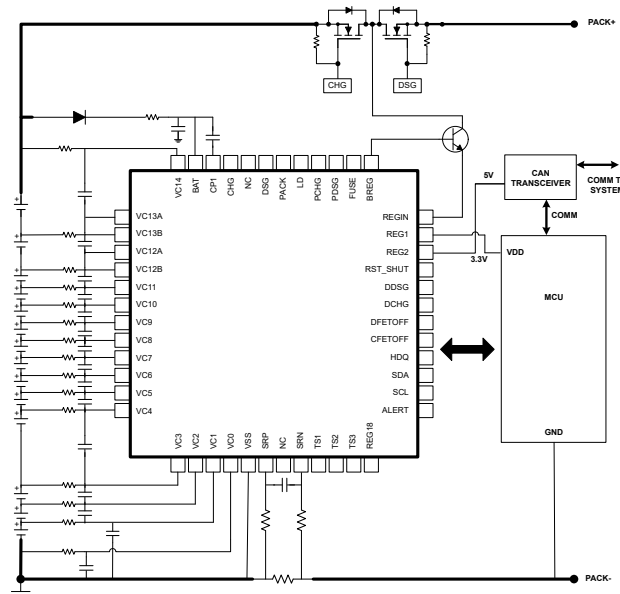 PACK+
CHG
DSG
VC14
BAT
CP1
CHG
NC
DSG
PACK
LD
PCHG
PDSG
FUSE
BREG
5V
CAN
TRANSCEIVER
COMM T
SYSTEM
COMM
VC13A
VC13B
VC12A
VC12B
VC11
VC10
VC9
VC8
VC7
VC6
VC5
VC4
REGIN
REG1
REG2
RST_SHUT
DDSG
DCHG
DFETOFF
CFETOFF
HDQ
SDA
SCL
ALERT
3.3V
VDD
MCU
GND
VC3
VC2
VC1
VC0
VSS
SRP
NC
SRN
TS1
TS2
TS3
REG18
PACK-